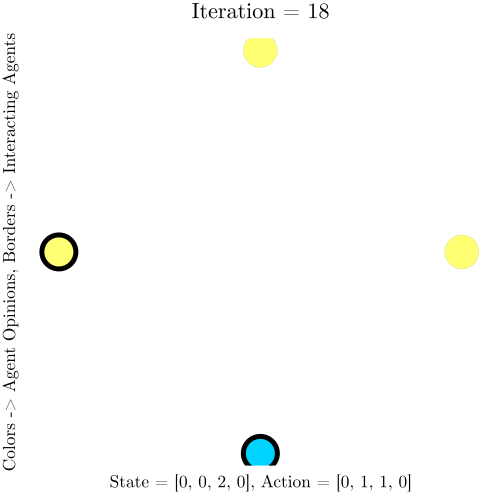 Iteration = 18
Colors -> Agent Opinions, Borders -> Interacting Agents
State = [0, 0, 2, 0], Action = [0, 1, 1, 0]